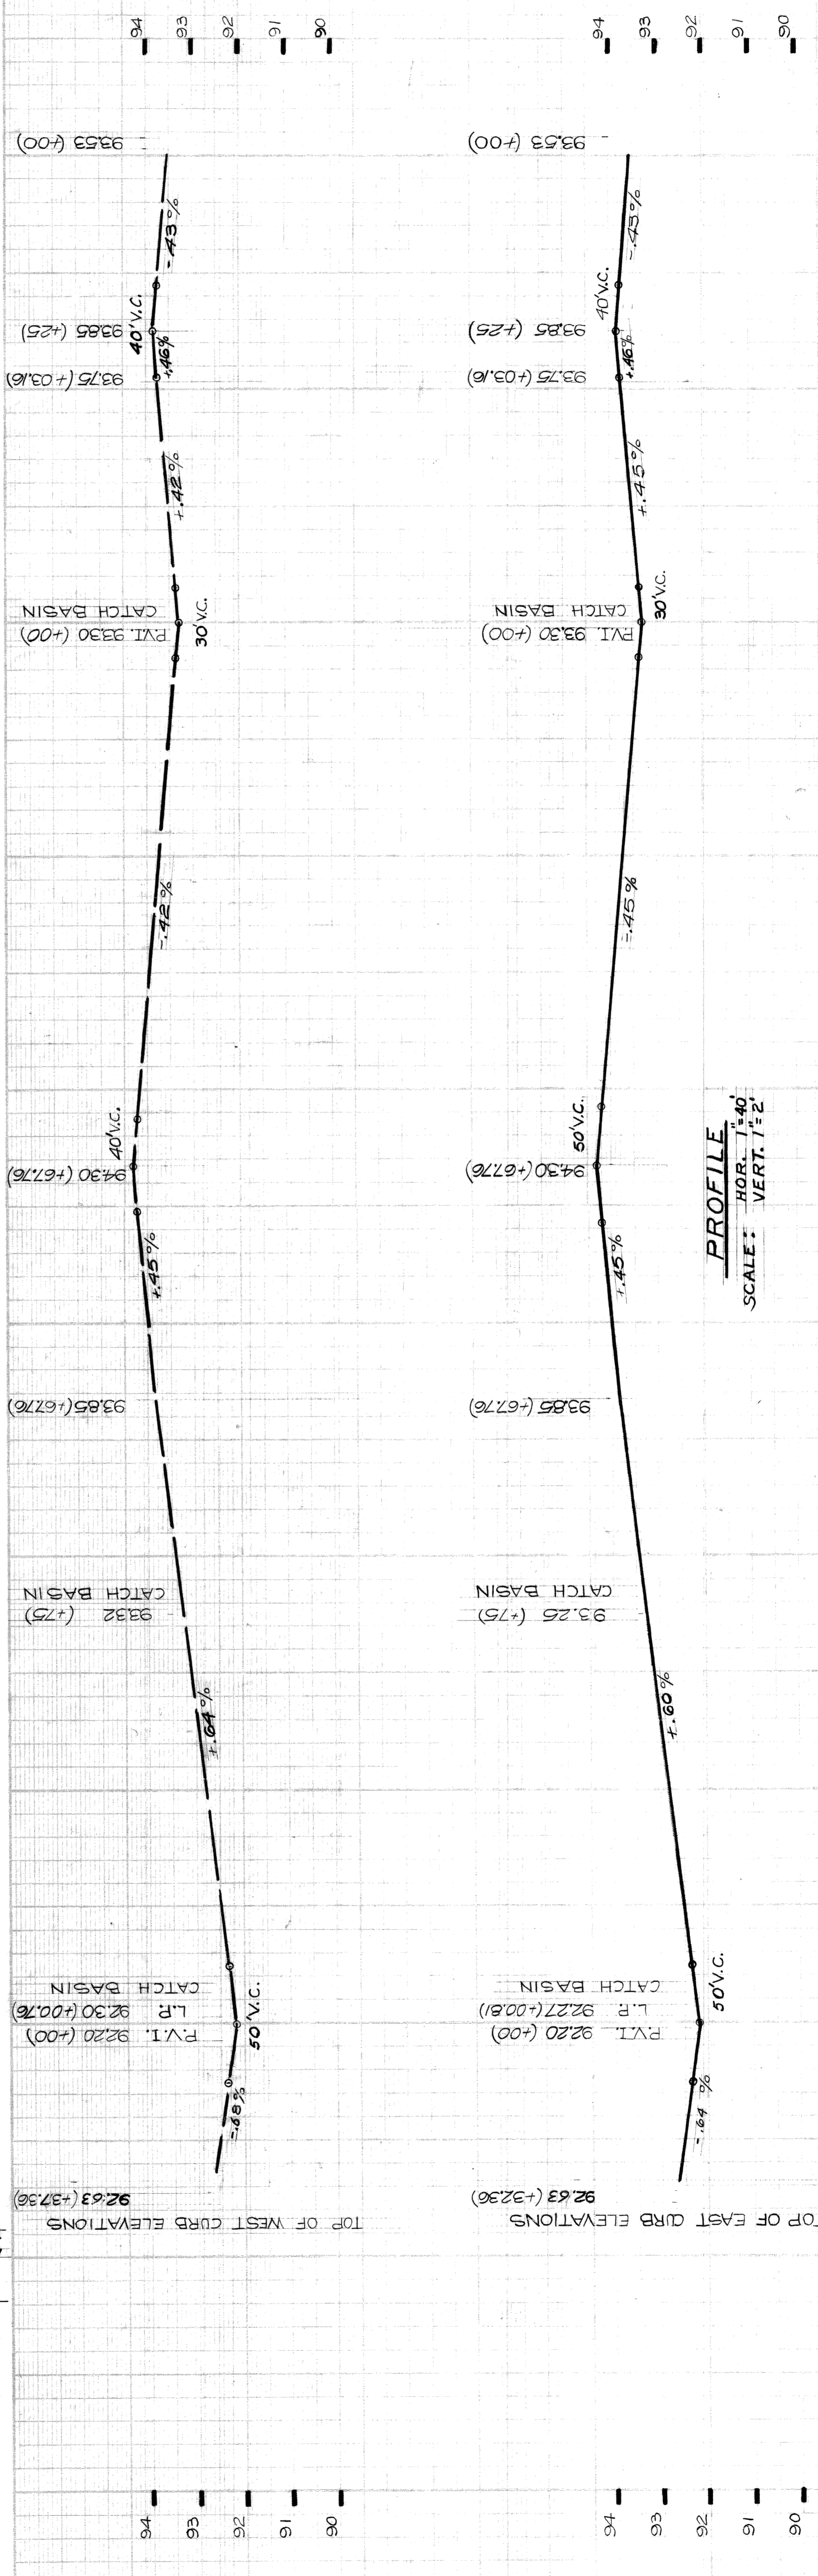 94
93
92
91
90
94
93
92
91
90
93.53 (+00)
-.43%
40'V.C.
93.85 (+25)
+.46%
93.75 (+03.16)
+.42%
CATCH BASIN
P.V.I. 93.30 (+00)
30'V.C.
-.42%
40'V.C.
94.30 (+67.76)
+.45%
93.85 (+67.76)
CATCH BASIN
93.32 (+75)
+.64%
CATCH BASIN
L.P. 92.30 (+00.76)
P.V.I. 92.20 (+00)
50'V.C.
-.68%
92.63 (+37.36)
TOP OF WEST CURB ELEVATIONS
93.53 (+00)
-.43%
40'V.C.
93.85 (+25)
+.46%
93.75 (+03.16)
+.45%
CATCH BASIN
P.V.I. 93.30 (+00)
30'V.C.
-.45%
50'V.C.
94.30 (+67.76)
+.45%
93.85 (+67.76)
CATCH BASIN
93.25 (+75)
+.60%
CATCH BASIN
L.P. 92.27 (+00.81)
P.V.I. 92.20 (+00)
50'V.C.
-.64 %
92.63 (+32.36)
TOP OF EAST CURB ELEVATIONS
PROFILE
SCALE: HOR. 1"=40'
VERT. 1"=2'
94
93
92
91
90
94
93
92
91
90